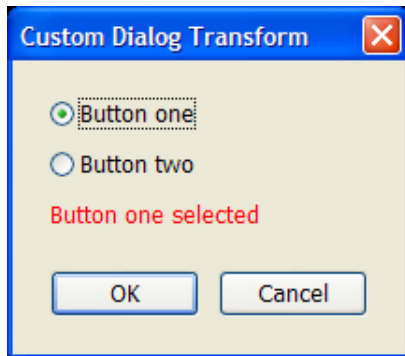 Custom Dialog Transform
Button one
Button two
Button one selected
OK Cancel